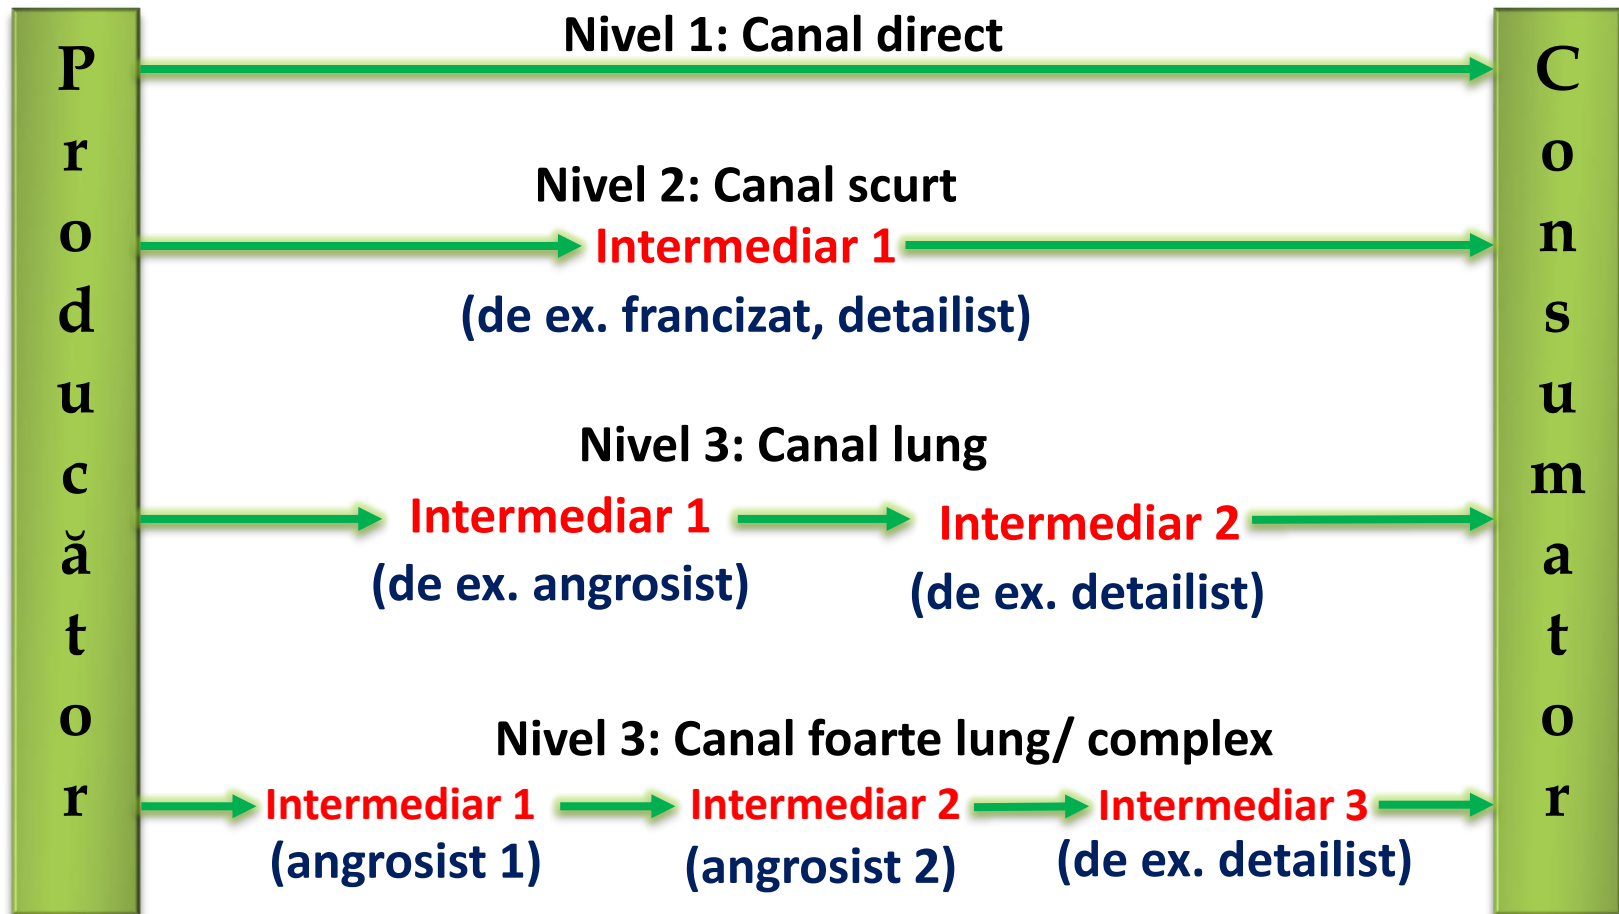 Producător
Nivel 1: Canal direct
Nivel 2: Canal scurt
Intermediar 1
(de ex. francizat, detailist)
Nivel 3: Canal lung
Intermediar 1
Intermediar 2
(de ex. angrosist)
(de ex. detailist)
Nivel 3: Canal foarte lung/ complex
Intermediar 1
Intermediar 2
Intermediar 3
(angrosist 1)
(angrosist 2)
(de ex. detailist)
Consumator